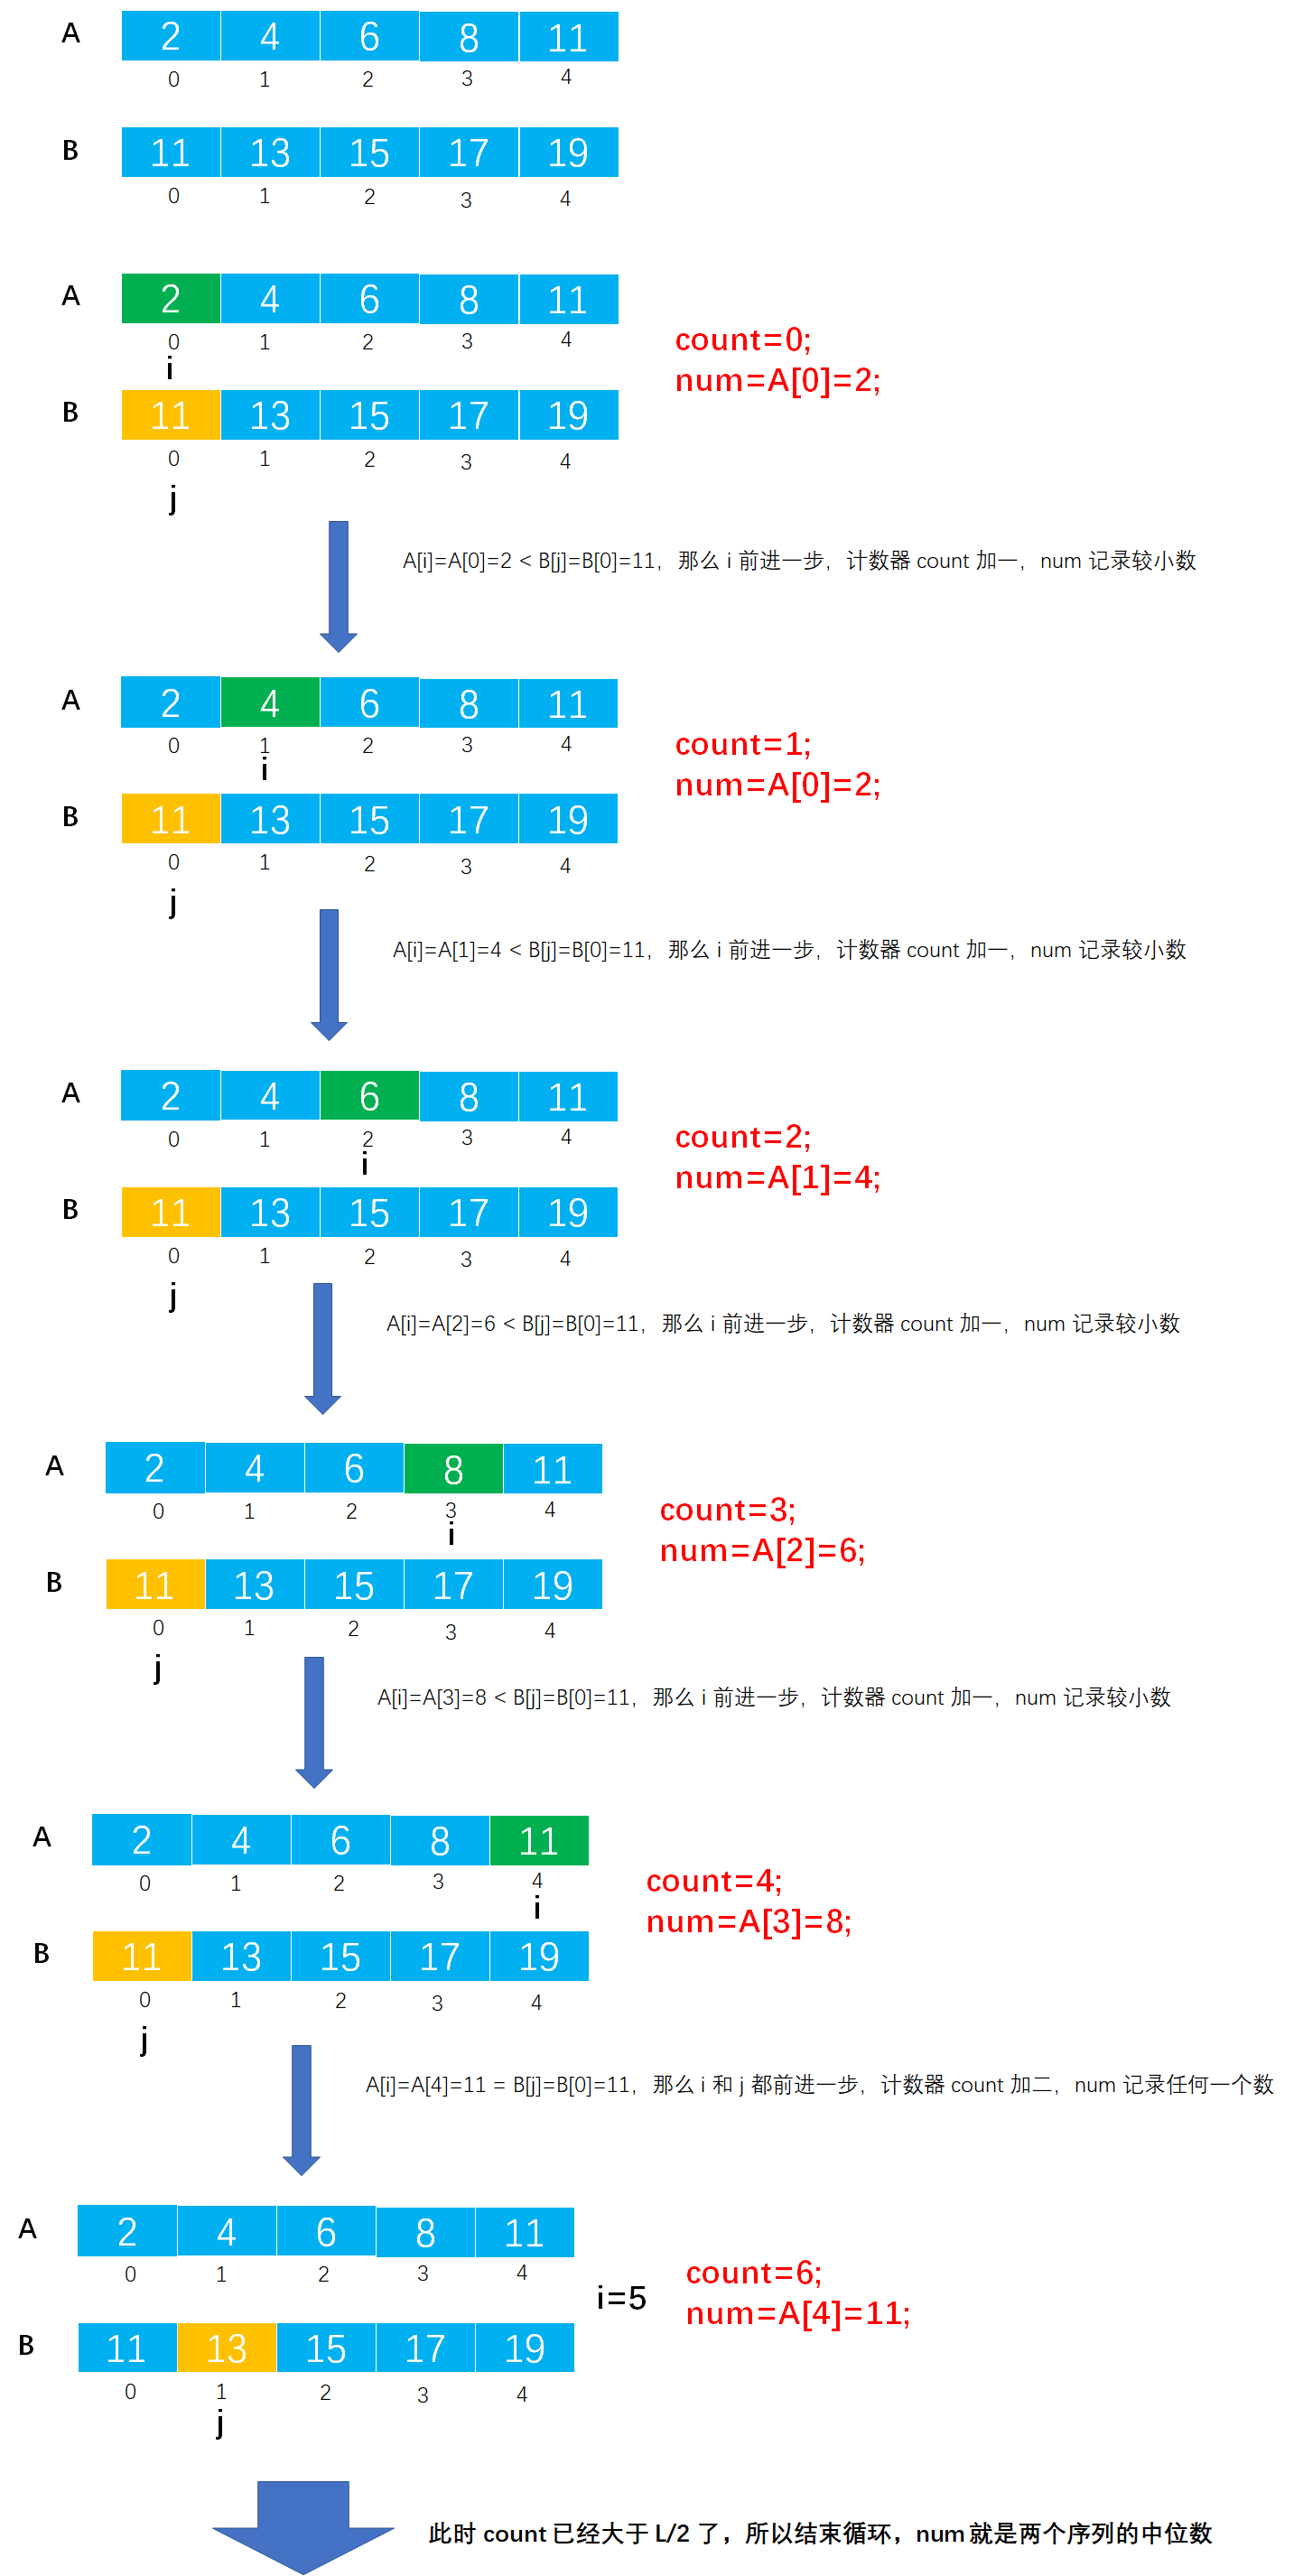 A 2 4 6 8 11
0 1 2 3 4
B 11 13 15 17 19
0 1 2 3 4
A 2 4 6 8 11
0 1 2 3 4
i
count=0;
num=A[0]=2;
B 11 13 15 17 19
0 1 2 3 4
j
A[i]=A[0]=2 < B[j]=B[0]=11，那么 i 前进一步，计数器 count 加一，num 记录较小数
A 2 4 6 8 11
0 1 2 3 4
i
count=1;
num=A[0]=2;
B 11 13 15 17 19
0 1 2 3 4
j
A[i]=A[1]=4 < B[j]=B[0]=11，那么 i 前进一步，计数器 count 加一，num 记录较小数
A 2 4 6 8 11
0 1 2 3 4
i
count=2;
num=A[1]=4;
B 11 13 15 17 19
0 1 2 3 4
j
A[i]=A[2]=6 < B[j]=B[0]=11，那么 i 前进一步，计数器 count 加一，num 记录较小数
A 2 4 6 8 11
0 1 2 3 4
i
count=3;
num=A[2]=6;
B 11 13 15 17 19
0 1 2 3 4
j
A[i]=A[3]=8 < B[j]=B[0]=11，那么 i 前进一步，计数器 count 加一，num 记录较小数
A 2 4 6 8 11
0 1 2 3 4
i
count=4;
num=A[3]=8;
B 11 13 15 17 19
0 1 2 3 4
j
A[i]=A[4]=11 = B[j]=B[0]=11，那么 i 和 j 都前进一步，计数器 count 加二，num 记录任何一个数
A 2 4 6 8 11
0 1 2 3 4
i=5
count=6;
num=A[4]=11;
B 11 13 15 17 19
0 1 2 3 4
j
此时 count 已经大于 L/2 了，所以结束循环，num 就是两个序列的中位数